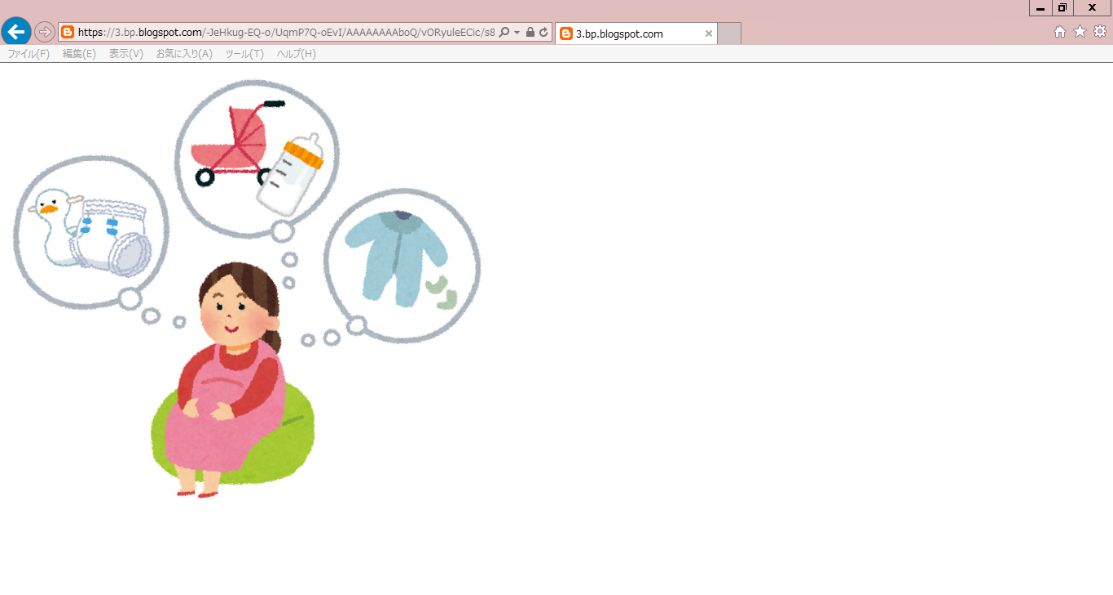 https://3.bp.blogspot.com/-JeHkug-EQ-o/UqmP7Q-oEvI/AAAAAAAAboQ/vORyuleECic/s8
3.bp.blogspot.com
ファイル(F) 編集(E) 表示(V) お気に入り(A) ツール(T) ヘルプ(H)